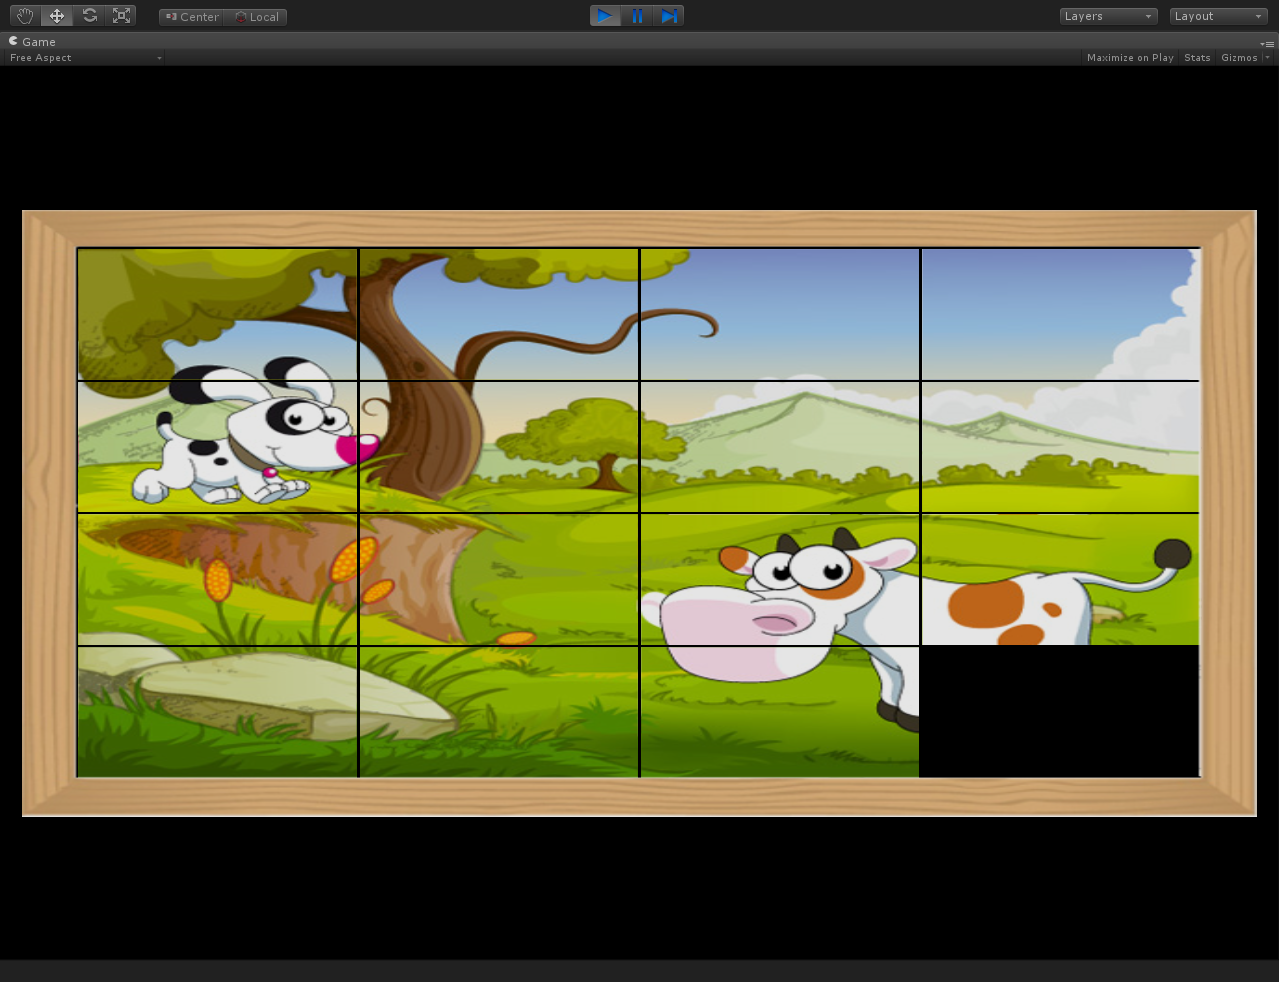 Center Local Layers Layout
Game
Free Aspect Maximize on Play Stats Gizmos